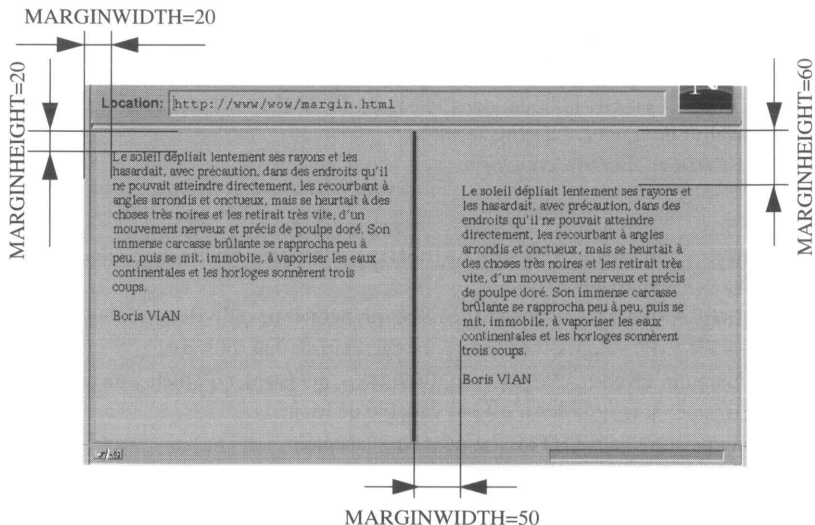 MARGINWIDTH=20
MARGINHEIGHT=20
MARGINHEIGHT=60
Location: http://www/wow/margin.html
N
Le soleil dépliait lentement ses rayons et les
hasardait, avec précaution, dans des endroits qu'il
ne pouvait atteindre directement, les recourbant à
angles arrondis et onctueux, mais se heurtait à des
choses très noires et les retirait très vite, d'un
mouvement nerveux et précis de poulpe doré. Son
immense carcasse brûlante se rapprocha peu à
peu, puis se mit, immobile, à vaporiser les eaux
continentales et les horloges sonnèrent trois
coups.
Boris VIAN
Le soleil dépliait lentement ses rayons et
les hasardait, avec précaution, dans des
endroits qu'il ne pouvait atteindre
directement, les recourbant à angles
arrondis et onctueux, mais se heurtait à
des choses très noires et les retirait très
vite, d'un mouvement nerveux et précis
de poulpe doré. Son immense carcasse
brûlante se rapprocha peu à peu, puis se
mit, immobile, à vaporiser les eaux
continentales et les horloges sonnèrent
trois coups.
Boris VIAN
MARGINWIDTH=50